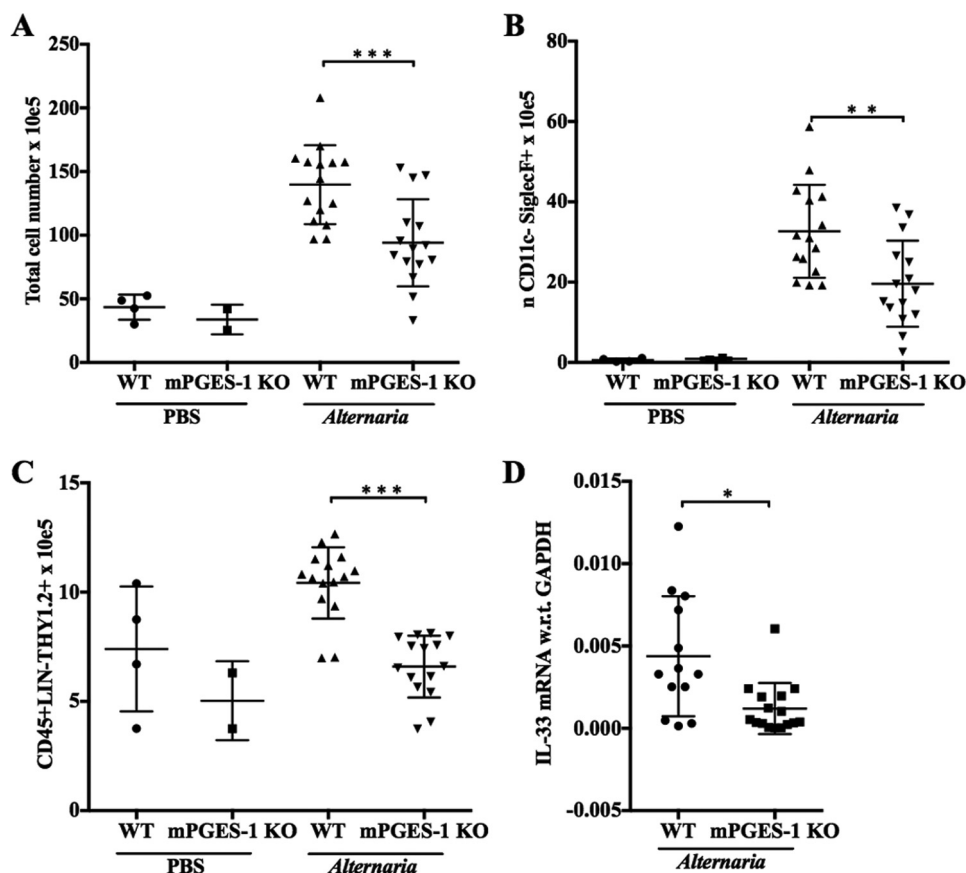 A
Total cell number x 10e5
250
200
150
100
50
0
***
WT mPGES-1 KO WT mPGES-1 KO
PBS Alternaria
B
n CD11c- SiglecF+ x 10e5
80
60
40
20
0
**
WT mPGES-1 KO WT mPGES-1 KO
PBS Alternaria
C
CD45+LIN-THY1.2+ x 10e5
15
10
5
0
***
WT mPGES-1 KO WT mPGES-1 KO
PBS Alternaria
D
IL-33 mRNA w.r.t. GAPDH
0.015
0.010
0.005
0.000
-0.005
*
WT mPGES-1 KO
Alternaria